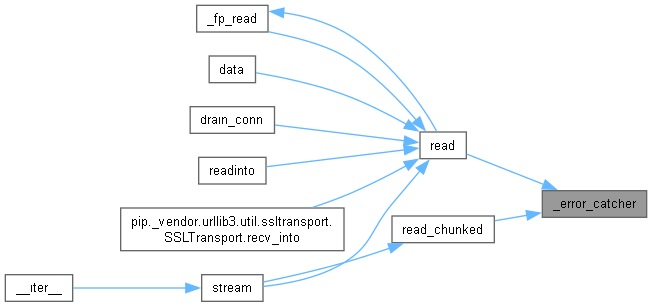 _fp_read
data
drain_conn
read
readinto
_error_catcher
pip._vendor.urllib3.util.ssltransport.
SSLTransport.recv_into
read_chunked
__iter__
stream